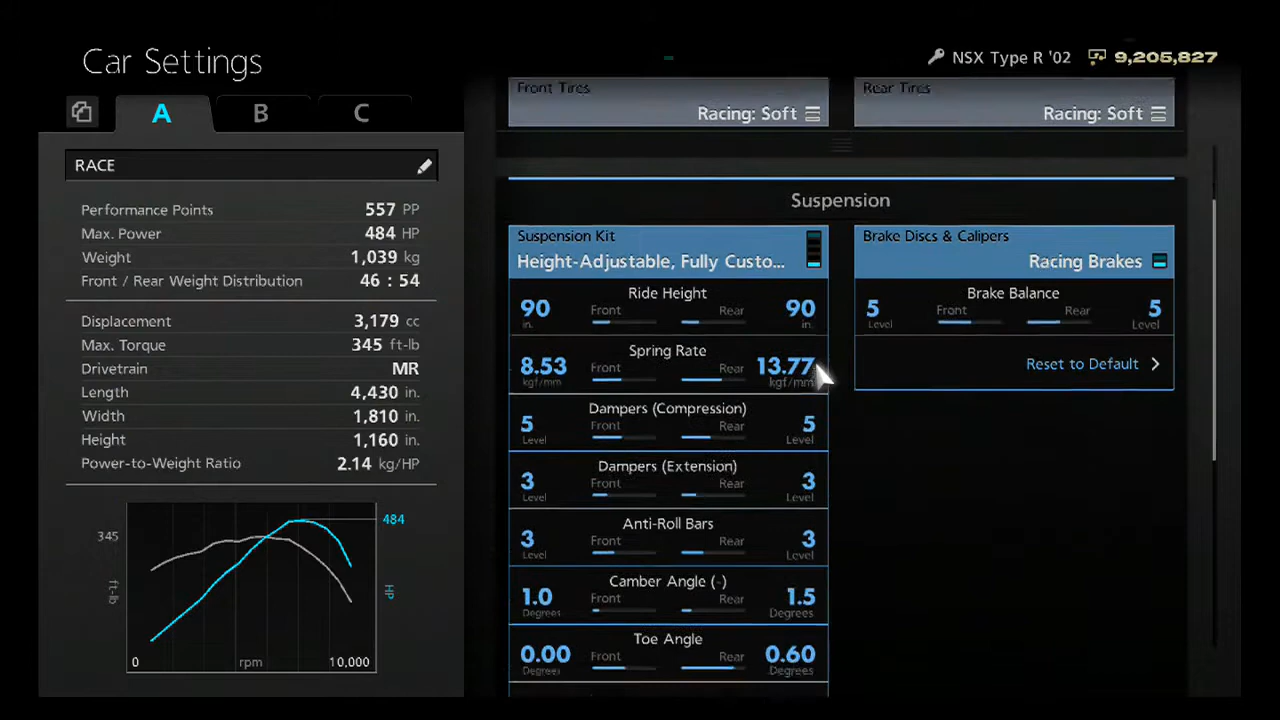 Car Settings
NSX Type R '02
9,205,827
A
B
C
RACE
Performance Points 557 PP
Max. Power 484 HP
Weight 1,039 kg
Front / Rear Weight Distribution 46 : 54
Displacement 3,179 cc
Max. Torque 345 ft-lb
Drivetrain MR
Length 4,430 in.
Width 1,810 in.
Height 1,160 in.
Power-to-Weight Ratio 2.14 kg/HP
484
345
ft-lb
HP
0 rpm 10,000
Front Tires
Racing: Soft
Rear Tires
Racing: Soft
Suspension
Suspension Kit
Height-Adjustable, Fully Custo...
Ride Height
90 in. Front Rear 90 in.
Spring Rate
8.53 kgf/mm Front Rear 13.77 kgf/mm
Dampers (Compression)
5 Level Front Rear 5 Level
Dampers (Extension)
3 Level Front Rear 3 Level
Anti-Roll Bars
3 Level Front Rear 3 Level
Camber Angle (-)
1.0 Degrees Front Rear 1.5 Degrees
Toe Angle
0.00 Degrees Front Rear 0.60 Degrees
Brake Discs & Calipers
Racing Brakes
Brake Balance
5 Level Front Rear 5 Level
Reset to Default